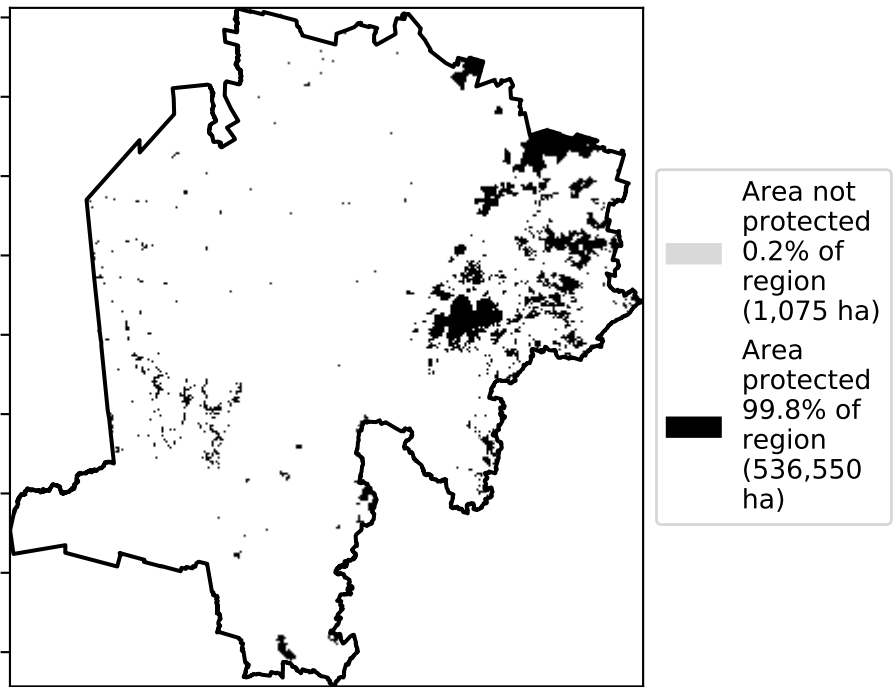 Area not
protected
0.2% of
region
(1,075 ha)
Area
protected
99.8% of
region
(536,550
ha)